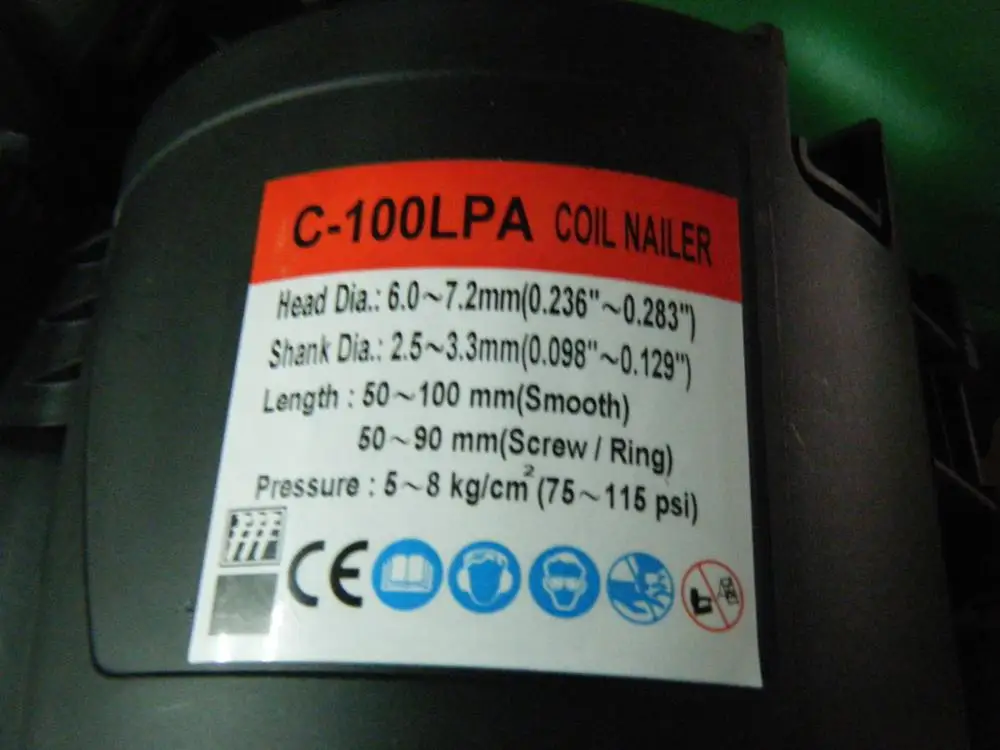 C-100LPA COIL NAILER
Head Dia.: 6.0～7.2mm(0.236"～0.283")
Shank Dia.: 2.5～3.3mm(0.098"～0.129")
Length : 50～100 mm(Smooth)
50～90 mm(Screw / Ring)
Pressure : 5～8 kg/cm² (75～115 psi)
CE